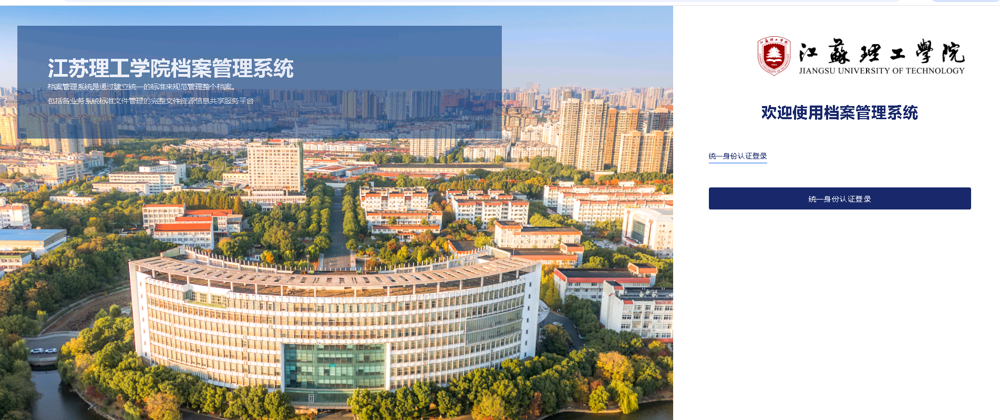 江苏理工学院档案管理系统
档案管理系统是通过建立统一的标准来规范管理整个档案。
包括各业务系统标准文件管理的完整文件资源信息共享服务平台
江蘇理工學院
JIANGSU UNIVERSITY OF TECHNOLOGY
欢迎使用档案管理系统
统一身份认证登录
统一身份认证登录